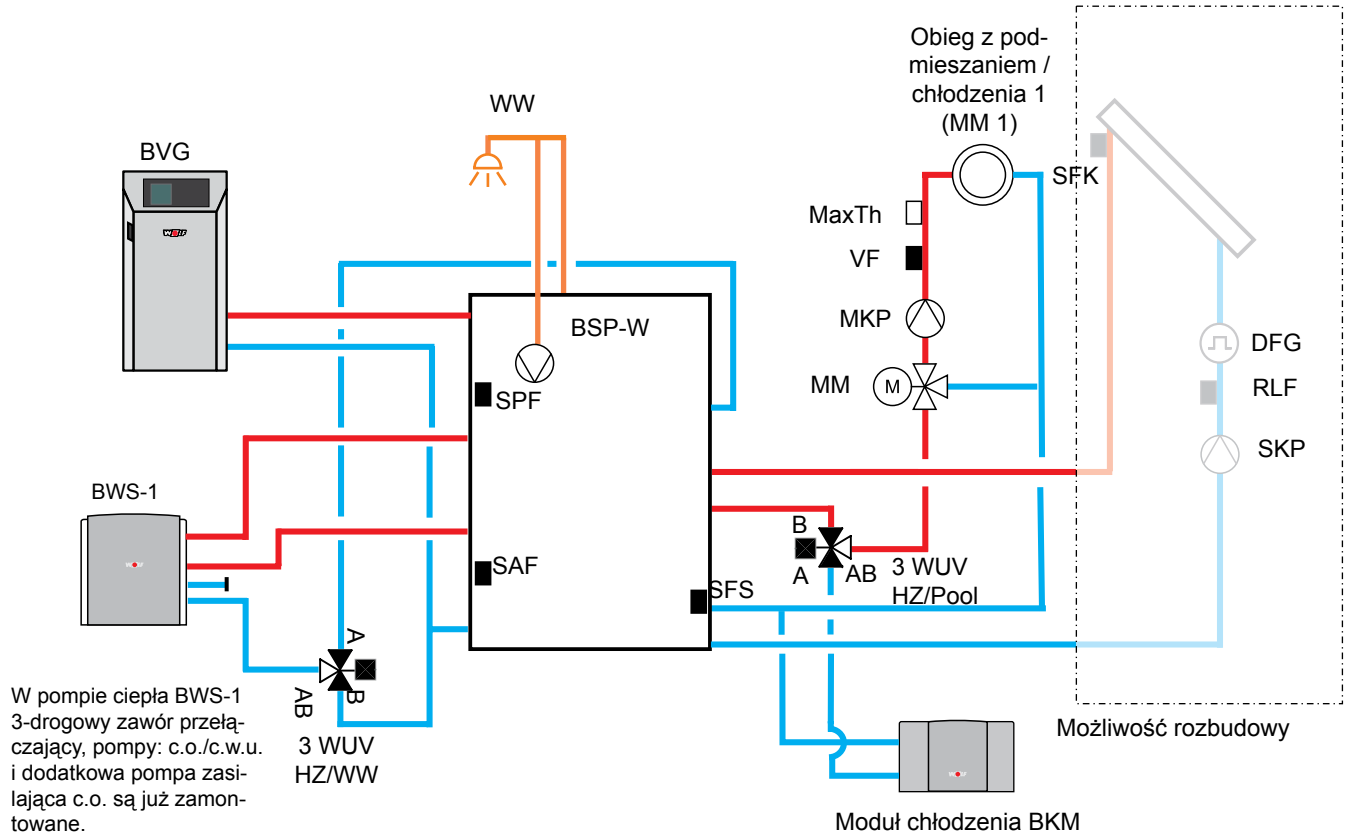 Obieg z pod-
mieszaniem /
chłodzenia 1
(MM 1)
WW
BVG
SFK
MaxTh
VF
BSP-W
MKP
DFG
MM
M
RLF
SPF
SKP
BWS-1
B
SAF
A
AB
3 WUV
HZ/Pool
SFS
A
B
AB
W pompie ciepła BWS-1
3-drogowy zawór przełą-
czający, pompy: c.o./c.w.u.
i dodatkowa pompa zasi-
lająca c.o. są już zamon-
towane.
3 WUV
HZ/WW
Możliwość rozbudowy
Moduł chłodzenia BKM